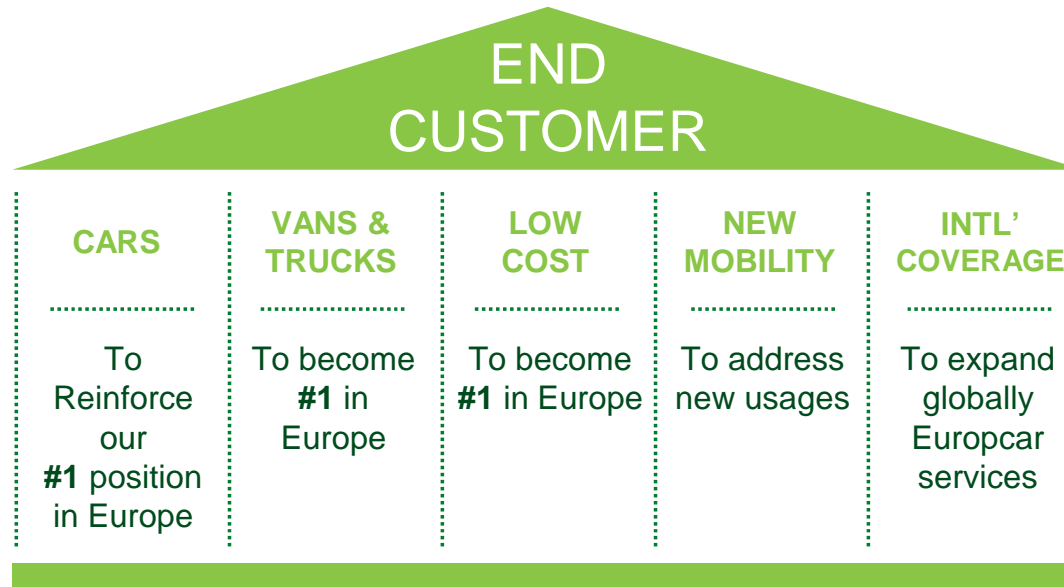 END
CUSTOMER
CARS
To
Reinforce
our
#1 position
in Europe
VANS &
TRUCKS
To become
#1 in
Europe
LOW
COST
To become
#1 in Europe
NEW
MOBILITY
To address
new usages
INTL’
COVERAGE
To expand
globally
Europcar
services